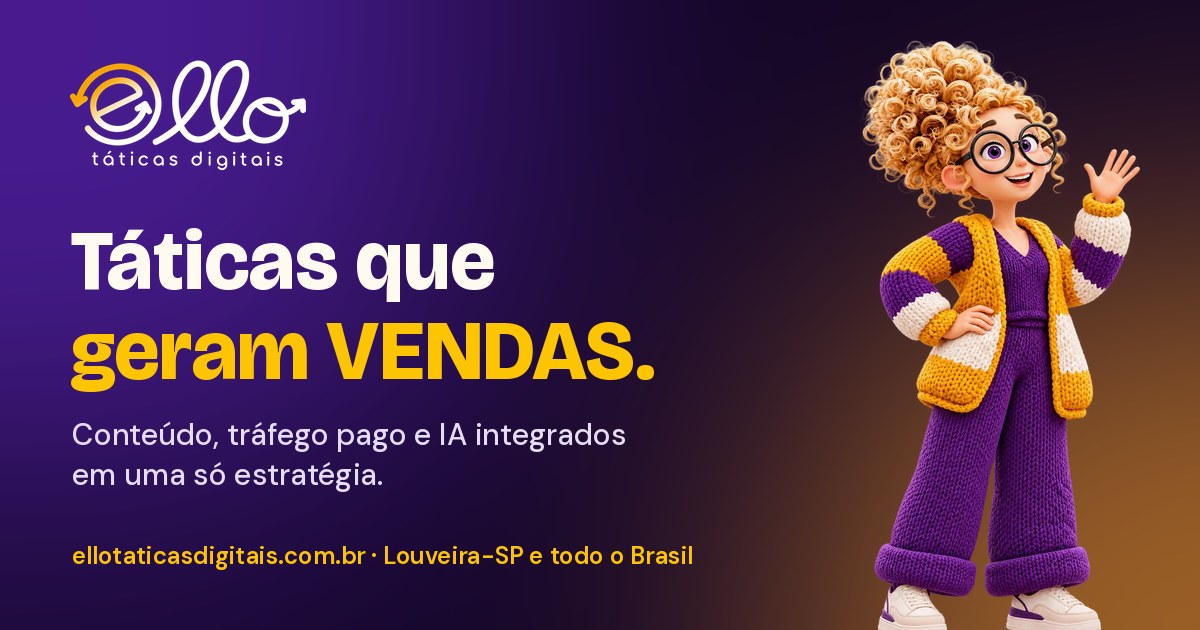 ello
táticas digitais
Táticas que
geram VENDAS.
Conteúdo, tráfego pago e IA integrados
em uma só estratégia.
ellotaticasdigitais.com.br · Louveira-SP e todo o Brasil